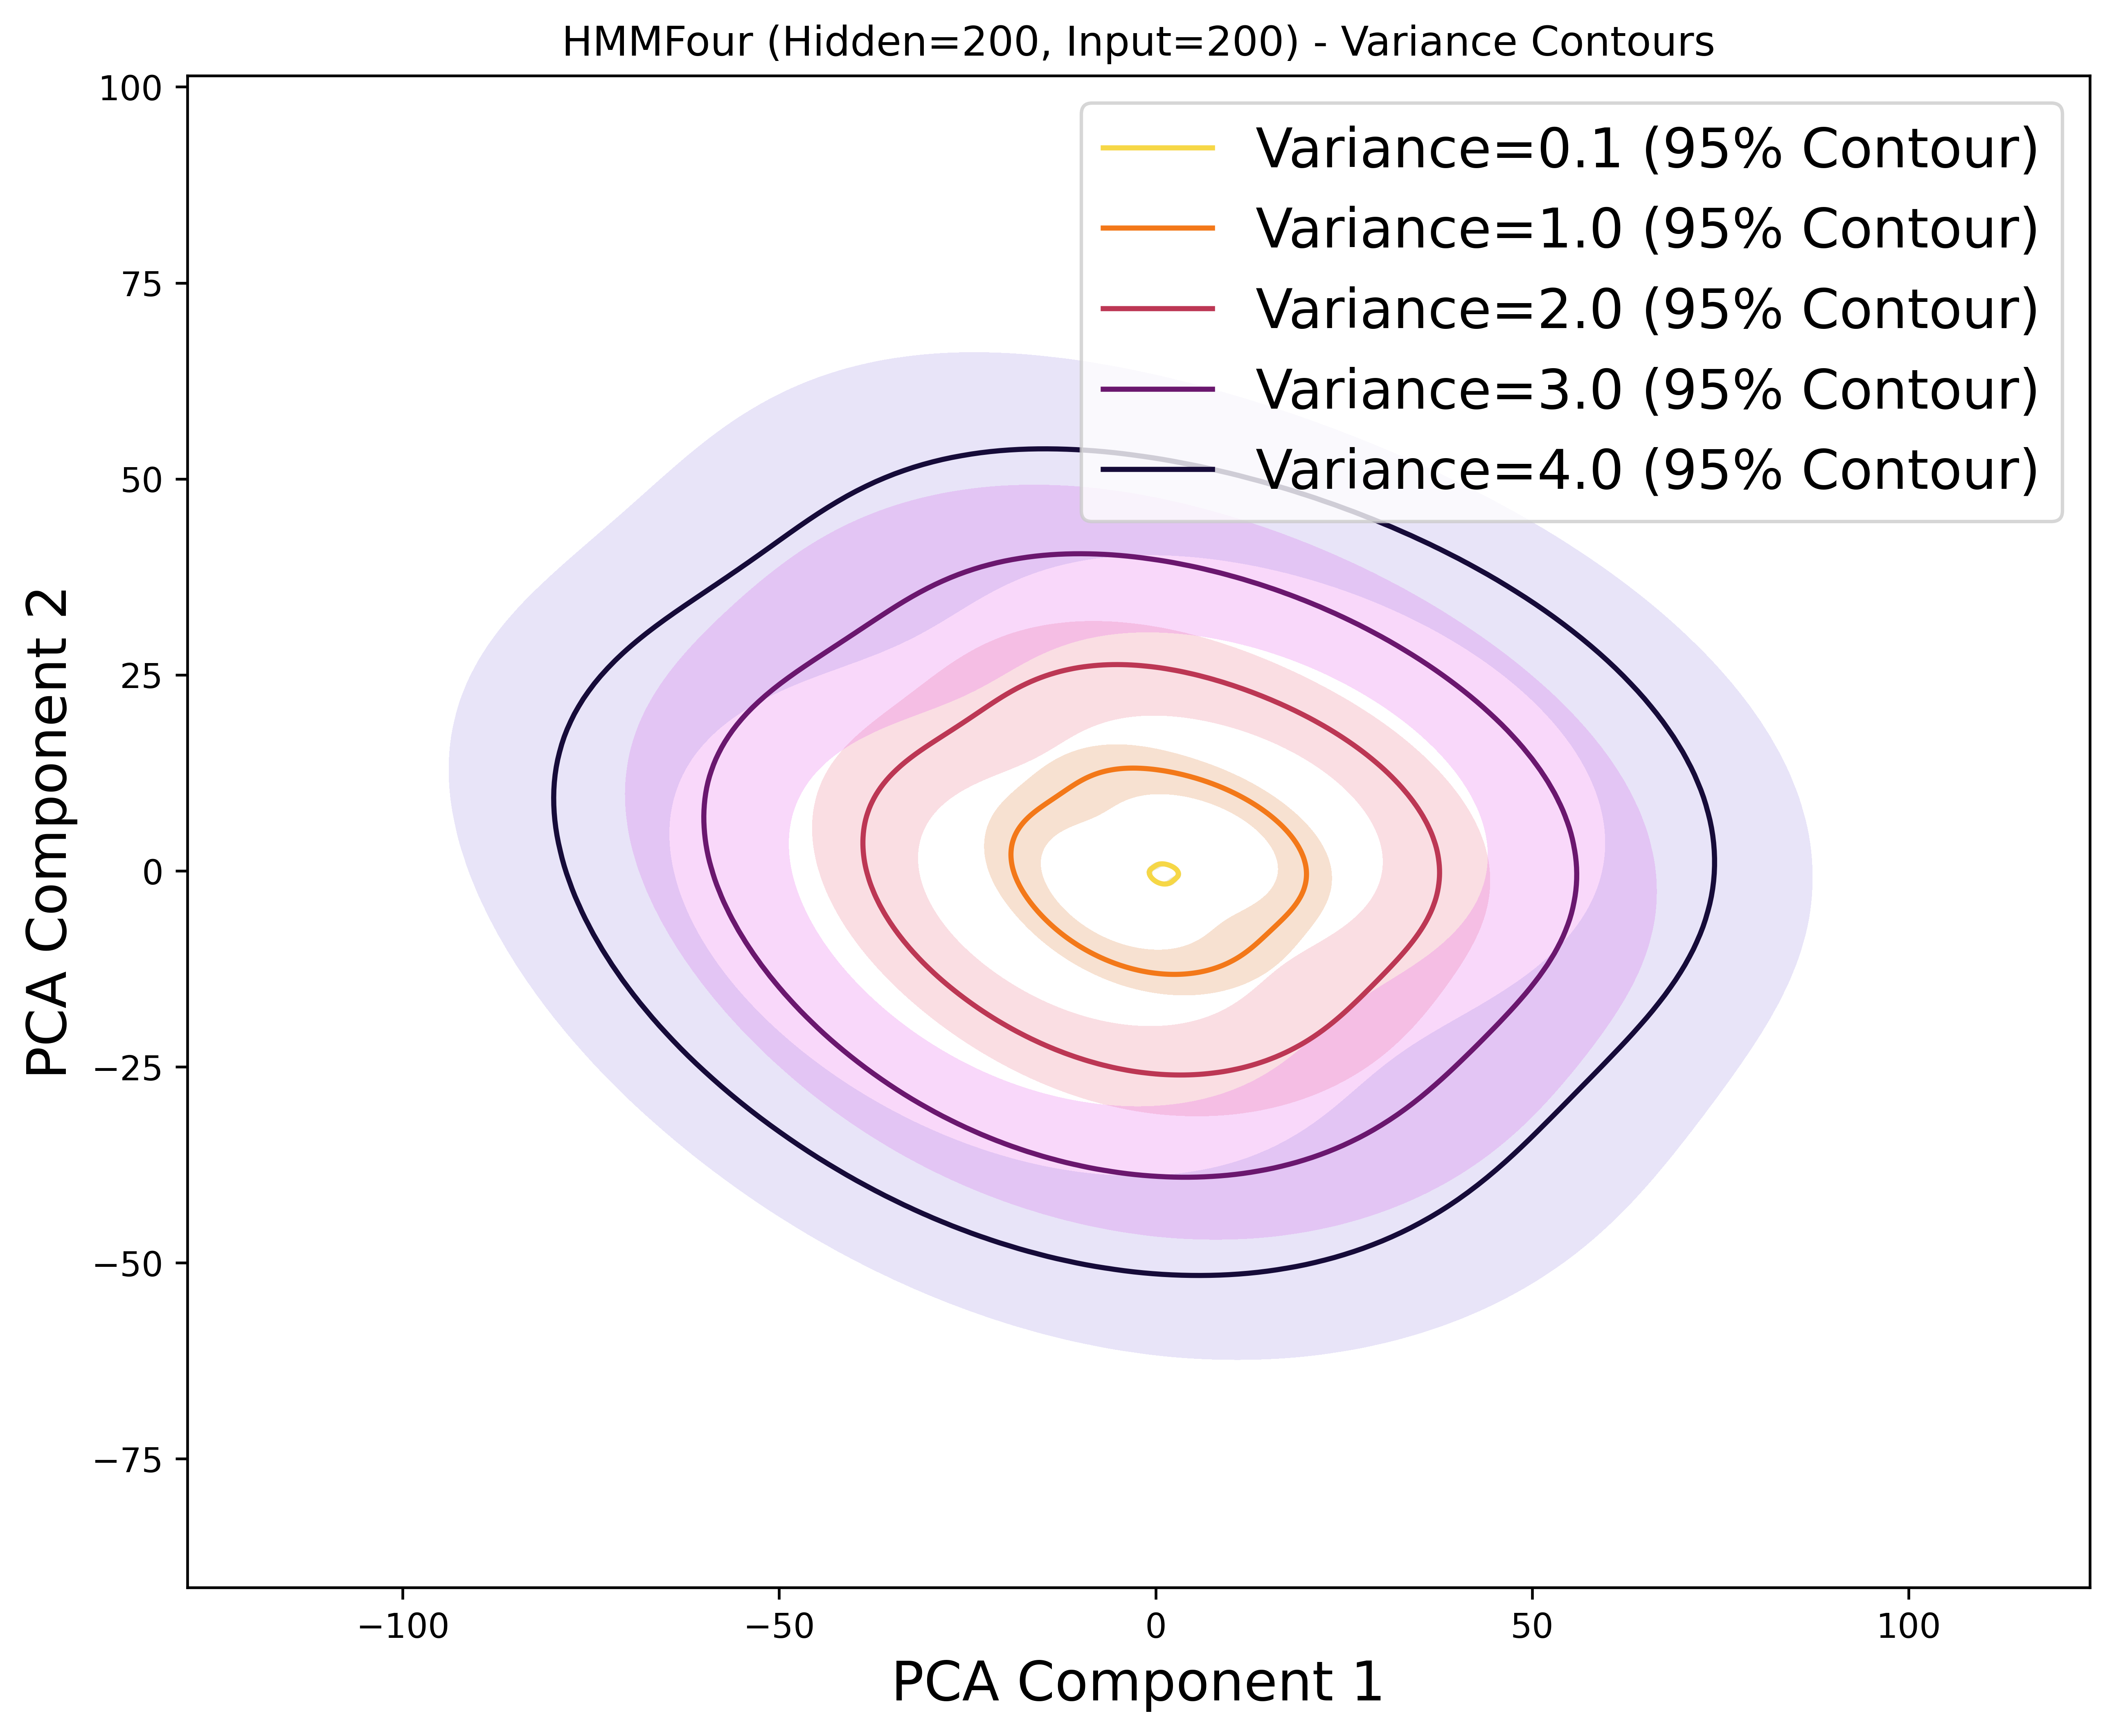 HMMFour (Hidden=200, Input=200) - Variance Contours
100
75
50
25
0
−25
−50
−75
PCA Component 2
Variance=0.1 (95% Contour)
Variance=1.0 (95% Contour)
Variance=2.0 (95% Contour)
Variance=3.0 (95% Contour)
Variance=4.0 (95% Contour)
−100
−50
0
50
100
PCA Component 1